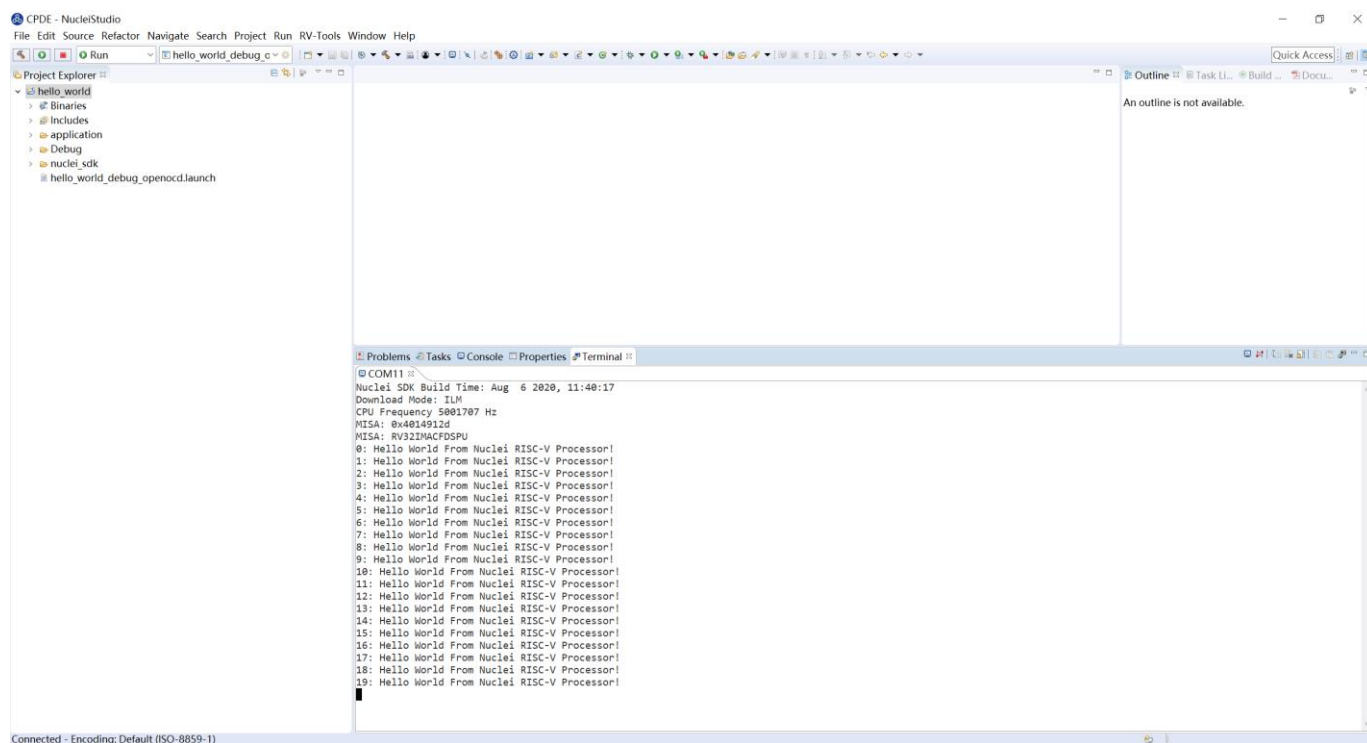 CPDE - NucleiStudio
File Edit Source Refactor Navigate Search Project Run RV-Tools Window Help
Run
hello_world_debug_o
Quick Access
Project Explorer
Outline Task Li... Build ... Docu...
hello_world
Binaries
Includes
application
Debug
nuclei_sdk
hello_world_debug_openocd.launch
An outline is not available.
Problems Tasks Console Properties Terminal
COM11
Nuclei SDK Build Time: Aug  6 2020, 11:40:17
Download Mode: ILM
CPU Frequency 5001707 Hz
MISA: 0x4014912d
MISA: RV32IMACFDSPU
0: Hello World From Nuclei RISC-V Processor!
1: Hello World From Nuclei RISC-V Processor!
2: Hello World From Nuclei RISC-V Processor!
3: Hello World From Nuclei RISC-V Processor!
4: Hello World From Nuclei RISC-V Processor!
5: Hello World From Nuclei RISC-V Processor!
6: Hello World From Nuclei RISC-V Processor!
7: Hello World From Nuclei RISC-V Processor!
8: Hello World From Nuclei RISC-V Processor!
9: Hello World From Nuclei RISC-V Processor!
10: Hello World From Nuclei RISC-V Processor!
11: Hello World From Nuclei RISC-V Processor!
12: Hello World From Nuclei RISC-V Processor!
13: Hello World From Nuclei RISC-V Processor!
14: Hello World From Nuclei RISC-V Processor!
15: Hello World From Nuclei RISC-V Processor!
16: Hello World From Nuclei RISC-V Processor!
17: Hello World From Nuclei RISC-V Processor!
18: Hello World From Nuclei RISC-V Processor!
19: Hello World From Nuclei RISC-V Processor!
Connected - Encoding: Default (ISO-8859-1)